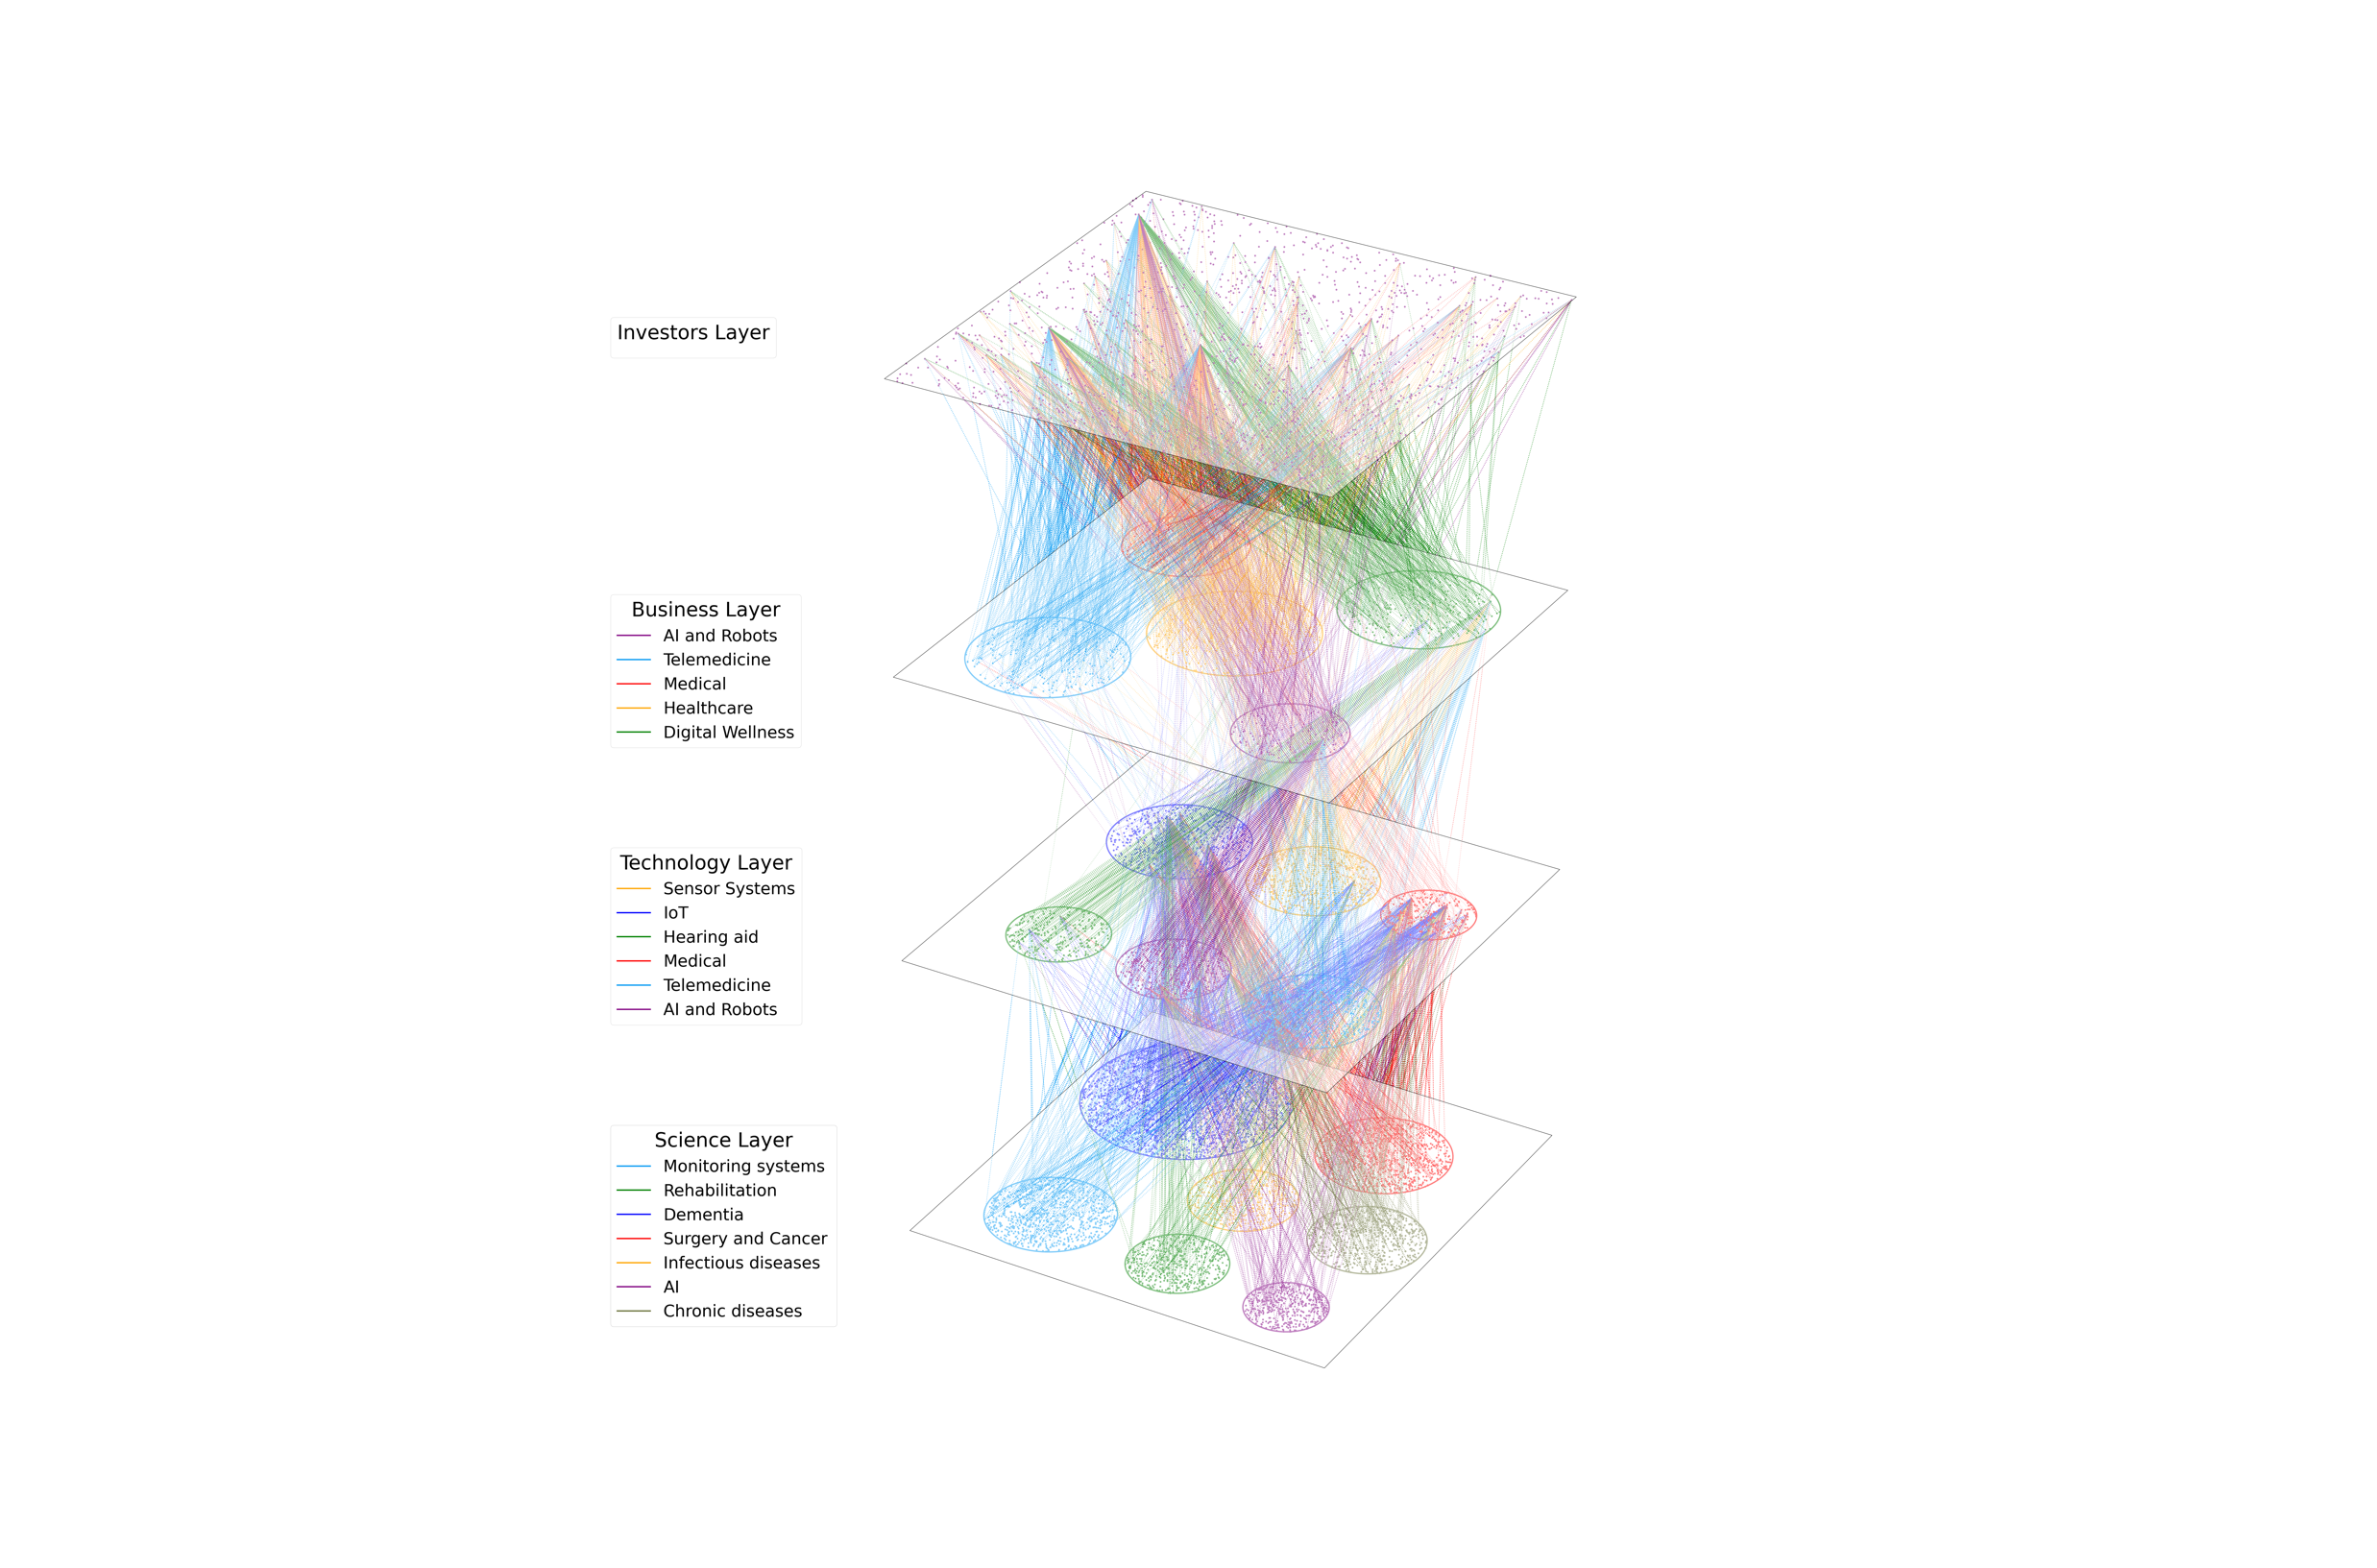 Investors Layer
Business Layer
AI and Robots
Telemedicine
Medical
Healthcare
Digital Wellness
Technology Layer
Sensor Systems
IoT
Hearing aid
Medical
Telemedicine
AI and Robots
Science Layer
Monitoring systems
Rehabilitation
Dementia
Surgery and Cancer
Infectious diseases
AI
Chronic diseases